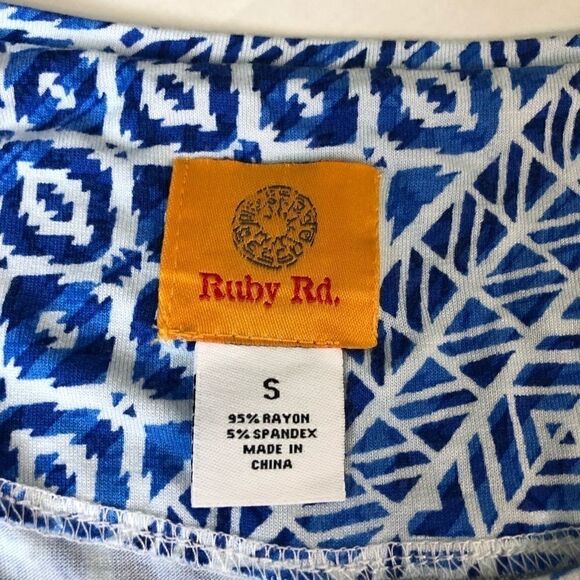 Ruby Rd.
S
95% RAYON
5% SPANDEX
MADE IN
CHINA